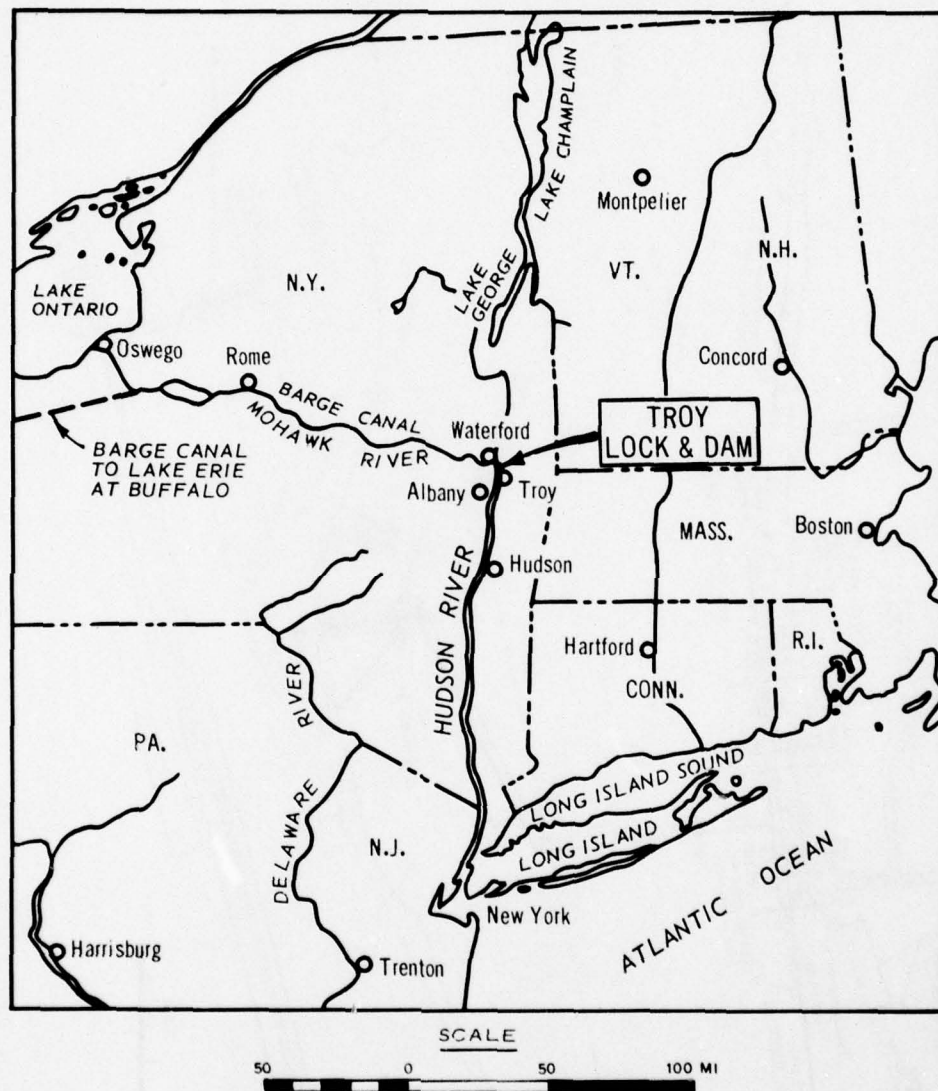 LAKE CHAMPLAIN
Montpelier
N.H.
VT.
N.Y.
LAKE
GEORGE
LAKE
ONTARIO
Oswego
Rome
Concord
BARGE CANAL
MOHAWK
RIVER
Waterford
TROY
LOCK & DAM
BARGE CANAL
TO LAKE ERIE
AT BUFFALO
Albany
Troy
MASS.
Boston
Hudson
HUDSON RIVER
Hartford
R.I.
CONN.
RIVER
PA.
DELAWARE
N.J.
LONG ISLAND SOUND
LONG ISLAND
New York
ATLANTIC OCEAN
Harrisburg
Trenton
SCALE
50 0 50 100 MI